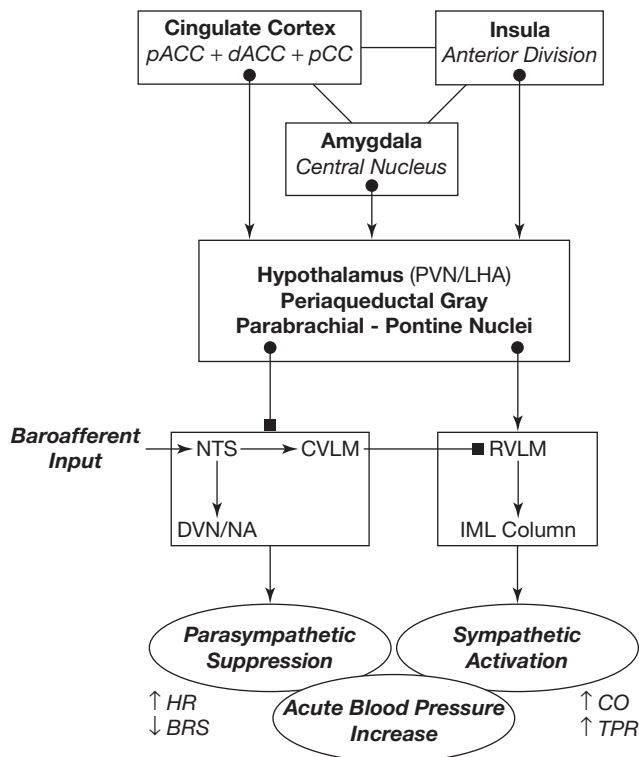 Cingulate Cortex
pACC + dACC + pCC
Insula
Anterior Division
Amygdala
Central Nucleus
Hypothalamus (PVN/LHA)
Periaqueductal Gray
Parabrachial - Pontine Nuclei
Baroafferent
Input
NTS
CVLM
RVLM
DVN/NA
IML Column
Parasympathetic
Suppression
Sympathetic
Activation
↑ HR
↓ BRS
Acute Blood Pressure
Increase
↑ CO
↑ TPR